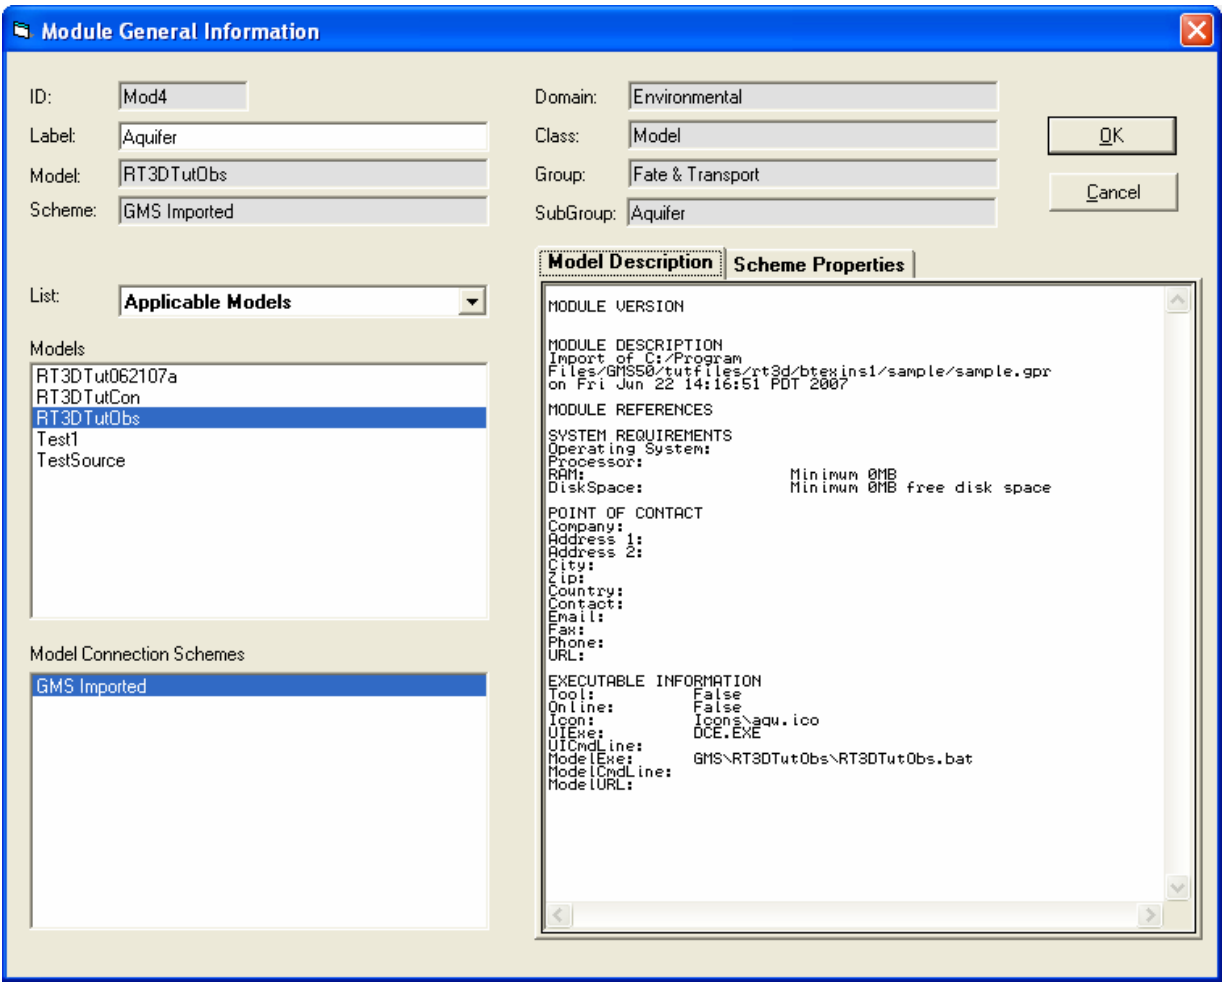 Module General Information
ID: Mod4
Label: Aquifer
Model: RT3DTutObs
Scheme: GMS Imported
Domain: Environmental
Class: Model
Group: Fate & Transport
SubGroup: Aquifer
OK
Cancel
List: Applicable Models
Models
RT3DTut062107a
RT3DTutCon
RT3DTutObs
Test1
TestSource
Model Connection Schemes
GMS Imported
Model Description
Scheme Properties
MODULE VERSION
MODULE DESCRIPTION
Import of C:/Program
Files/GMS50/tutfiles/rt3d/btexins1/sample/sample.gpr
on Fri Jun 22 14:16:51 PDT 2007
MODULE REFERENCES
SYSTEM REQUIREMENTS
Operating System:
Processor:
RAM: Minimum 0MB
DiskSpace: Minimum 0MB free disk space
POINT OF CONTACT
Company:
Address 1:
Address 2:
City:
Zip:
Country:
Contact:
Email:
Fax:
Phone:
URL:
EXECUTABLE INFORMATION
Tool: False
Online: False
Icon: Icons\aqu.ico
UIExe: DCE.EXE
UICmdLine:
ModelExe: GMS\RT3DTutObs\RT3DTutObs.bat
ModelCmdLine:
ModelURL: